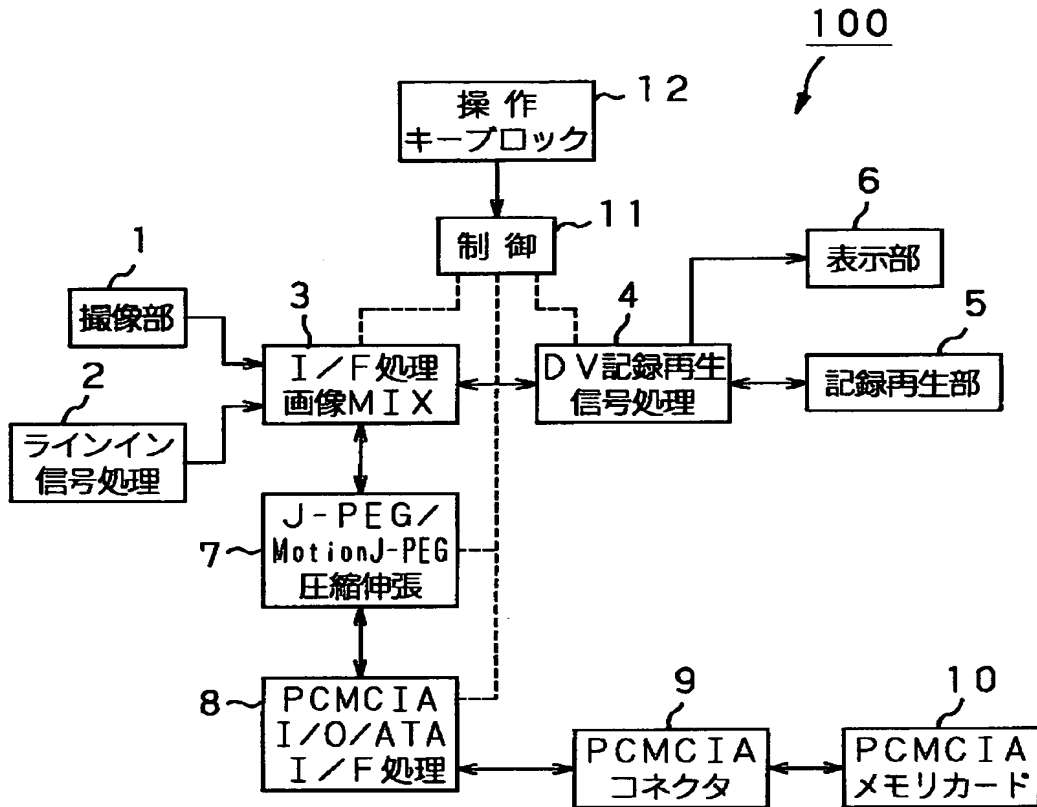 100
操作
キーブロック
12
制御
11
6
表示部
1
撮像部
3
I/F処理
画像MIX
4
DV記録再生
信号処理
5
記録再生部
2
ラインイン
信号処理
7
J-PEG/
MotionJ-PEG
圧縮伸張
8
PCMCIA
I/O/ATA
I/F処理
9
PCMCIA
コネクタ
10
PCMCIA
メモリカード